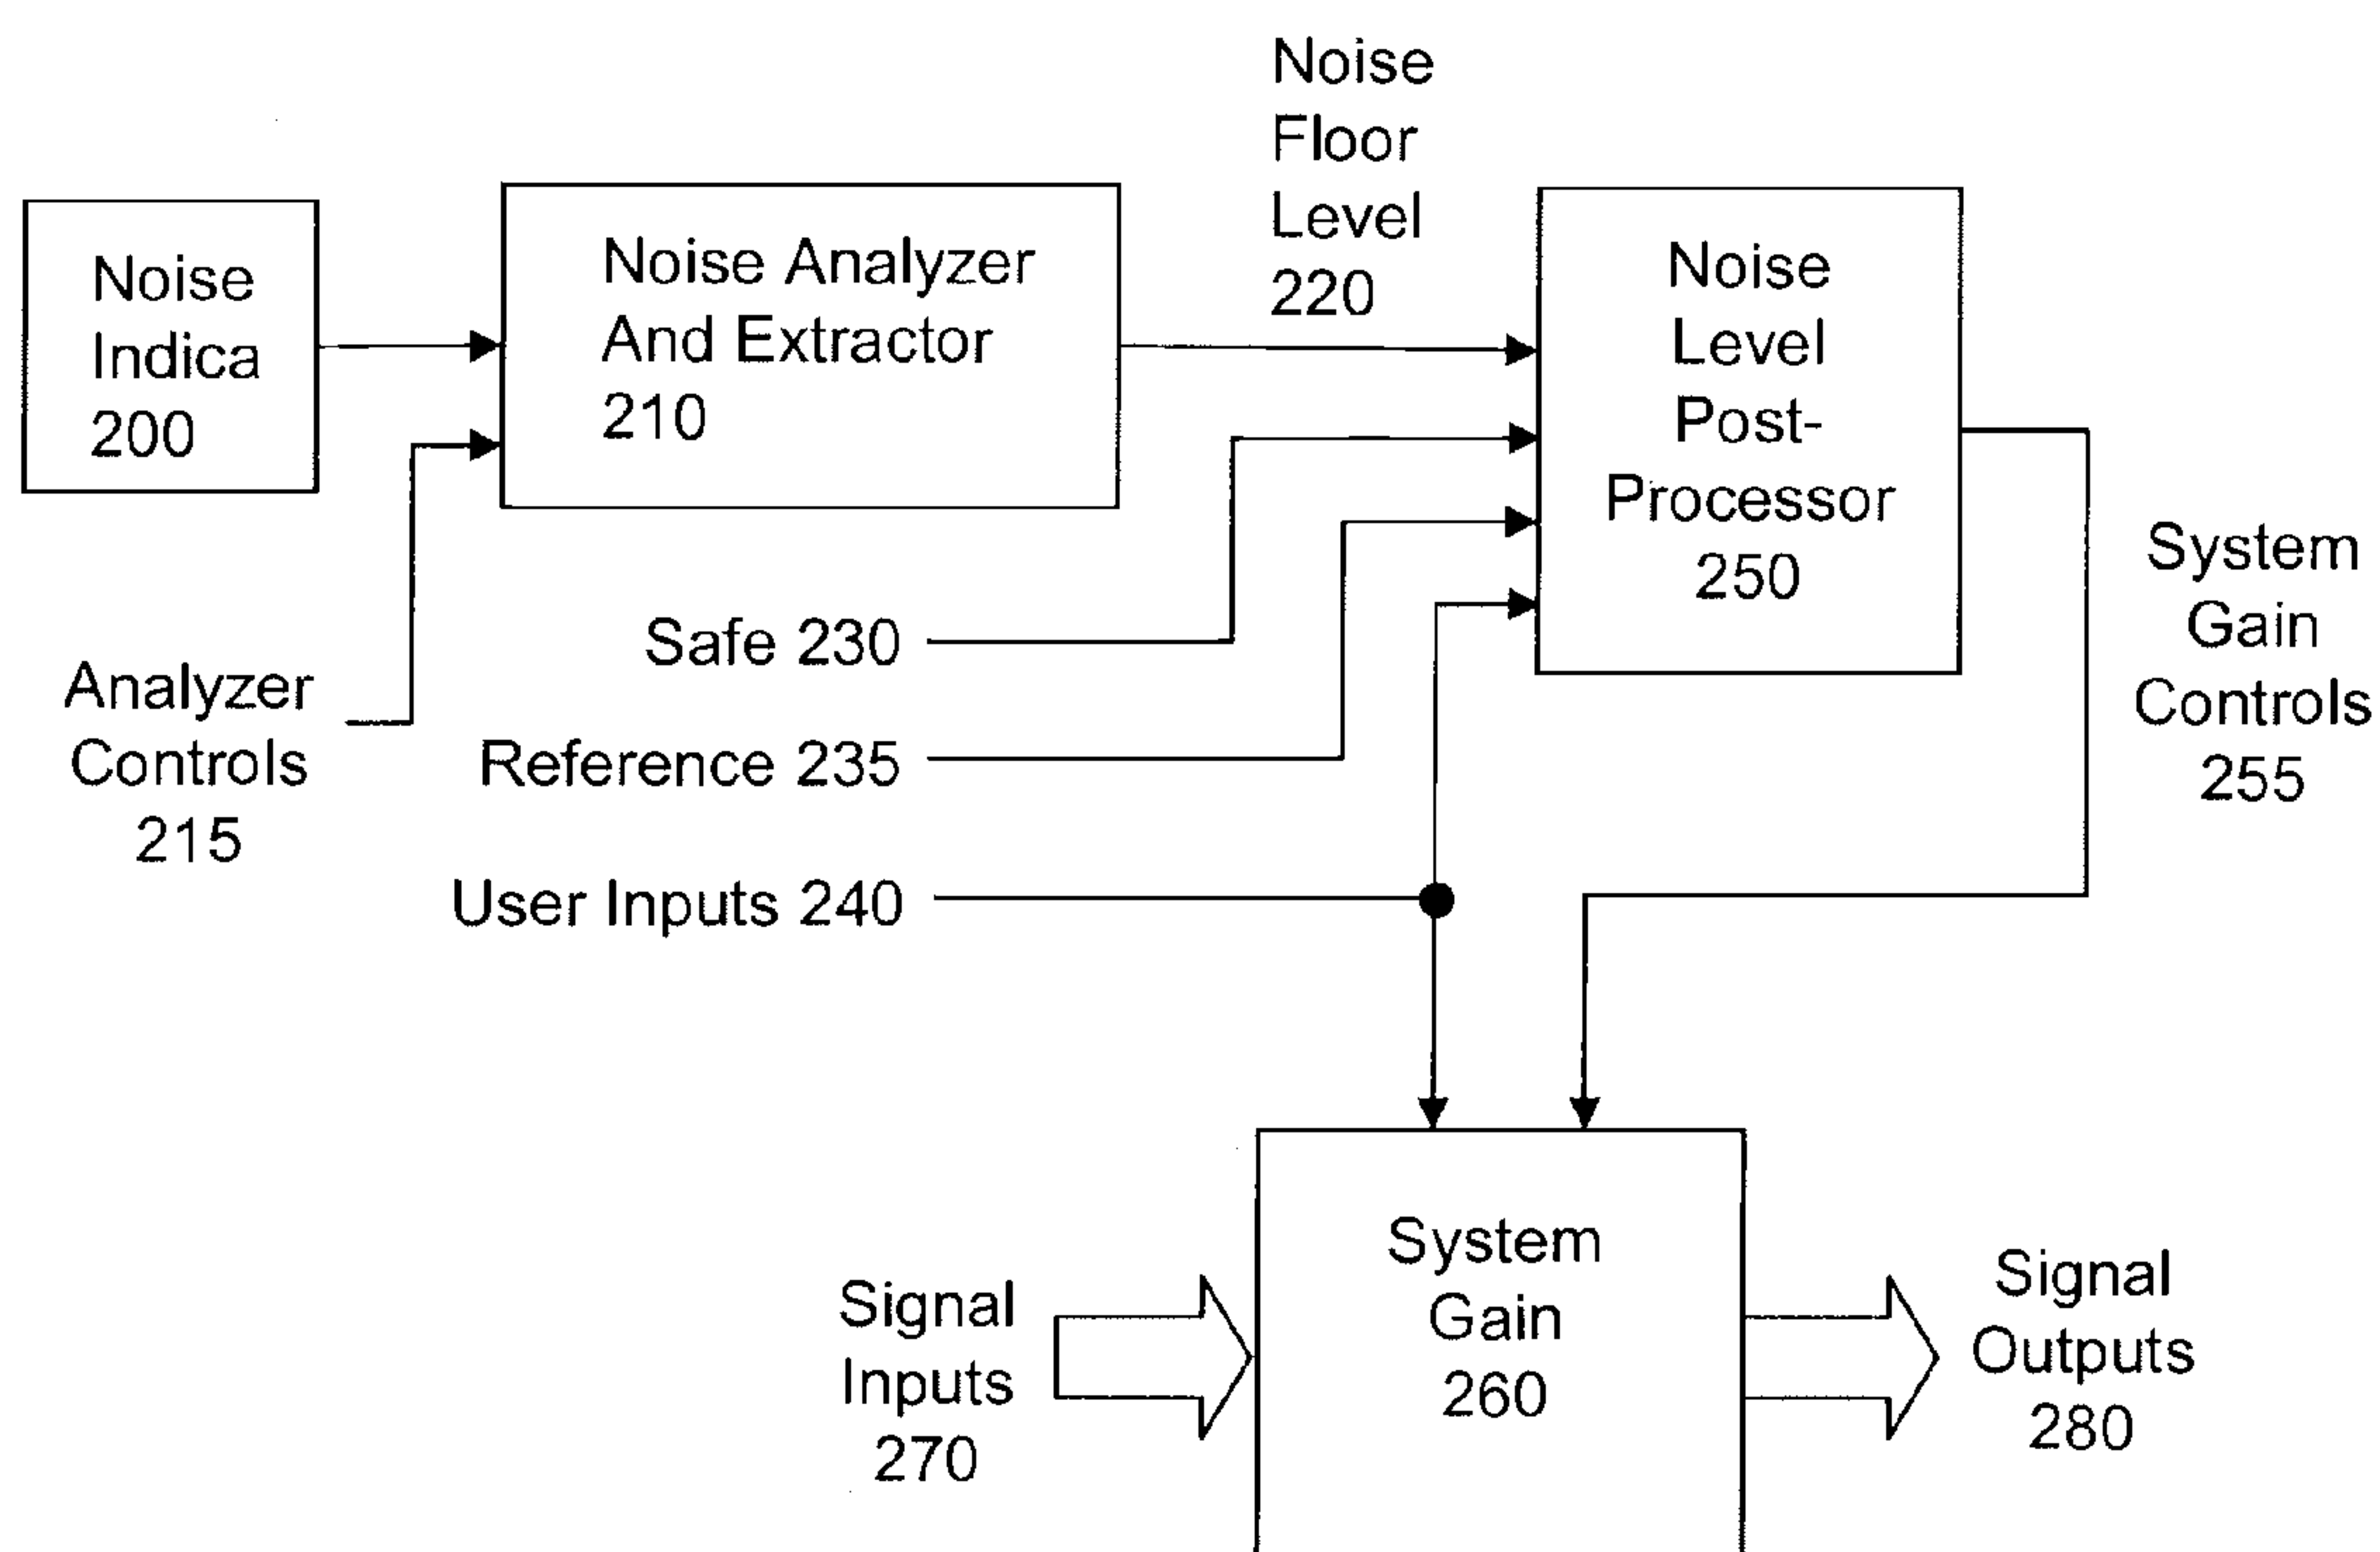 Noise
Floor
Level
220
Noise
Indica
200
Noise Analyzer
And Extractor
210
Noise
Level
Post-
Processor
250
Analyzer
Controls
215
Safe 230
Reference 235
User Inputs 240
System
Gain
Controls
255
Signal
Inputs
270
System
Gain
260
Signal
Outputs
280